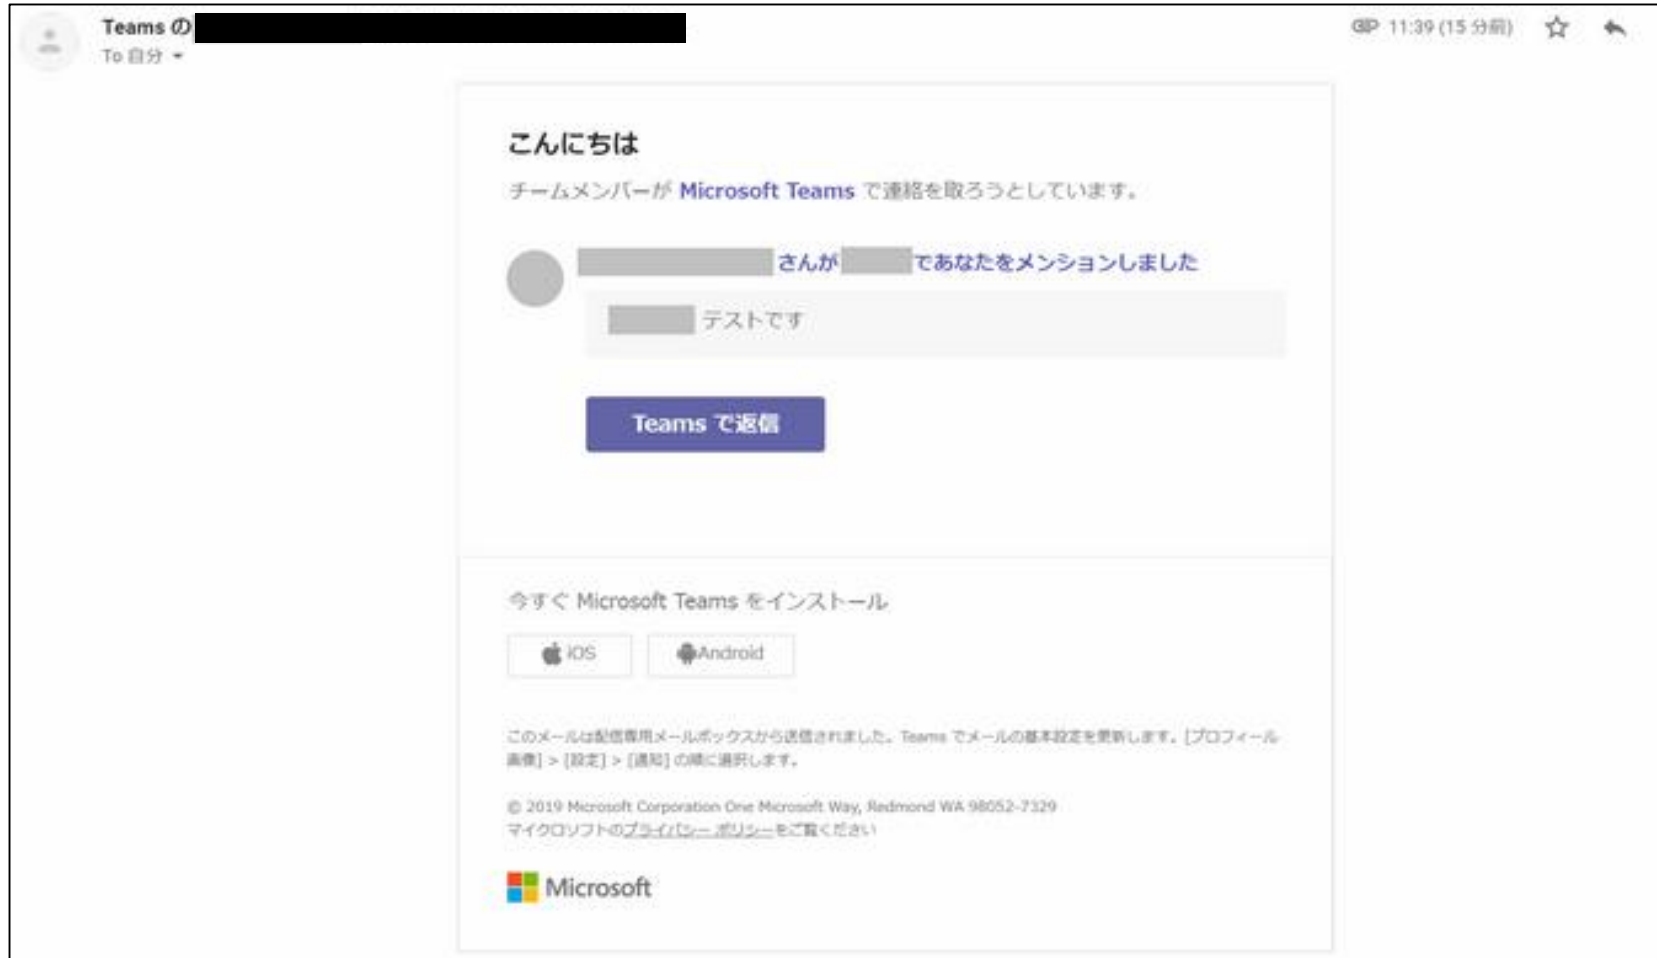 Teams の
11:39 (15 分前)
To 自分
こんにちは
チームメンバーが Microsoft Teams で連絡を取ろうとしています。
さんが であなたをメンションしました
テストです
Teams で返信
今すぐ Microsoft Teams をインストール
iOS Android
このメールは配信専用メールボックスから送信されました。Teams でメールの基本設定を更新します。[プロフィール
画像] > [設定] > [通知] の順に選択します。
© 2019 Microsoft Corporation One Microsoft Way, Redmond WA 98052-7329
マイクロソフトのプライバシー ポリシーをご覧ください
Microsoft